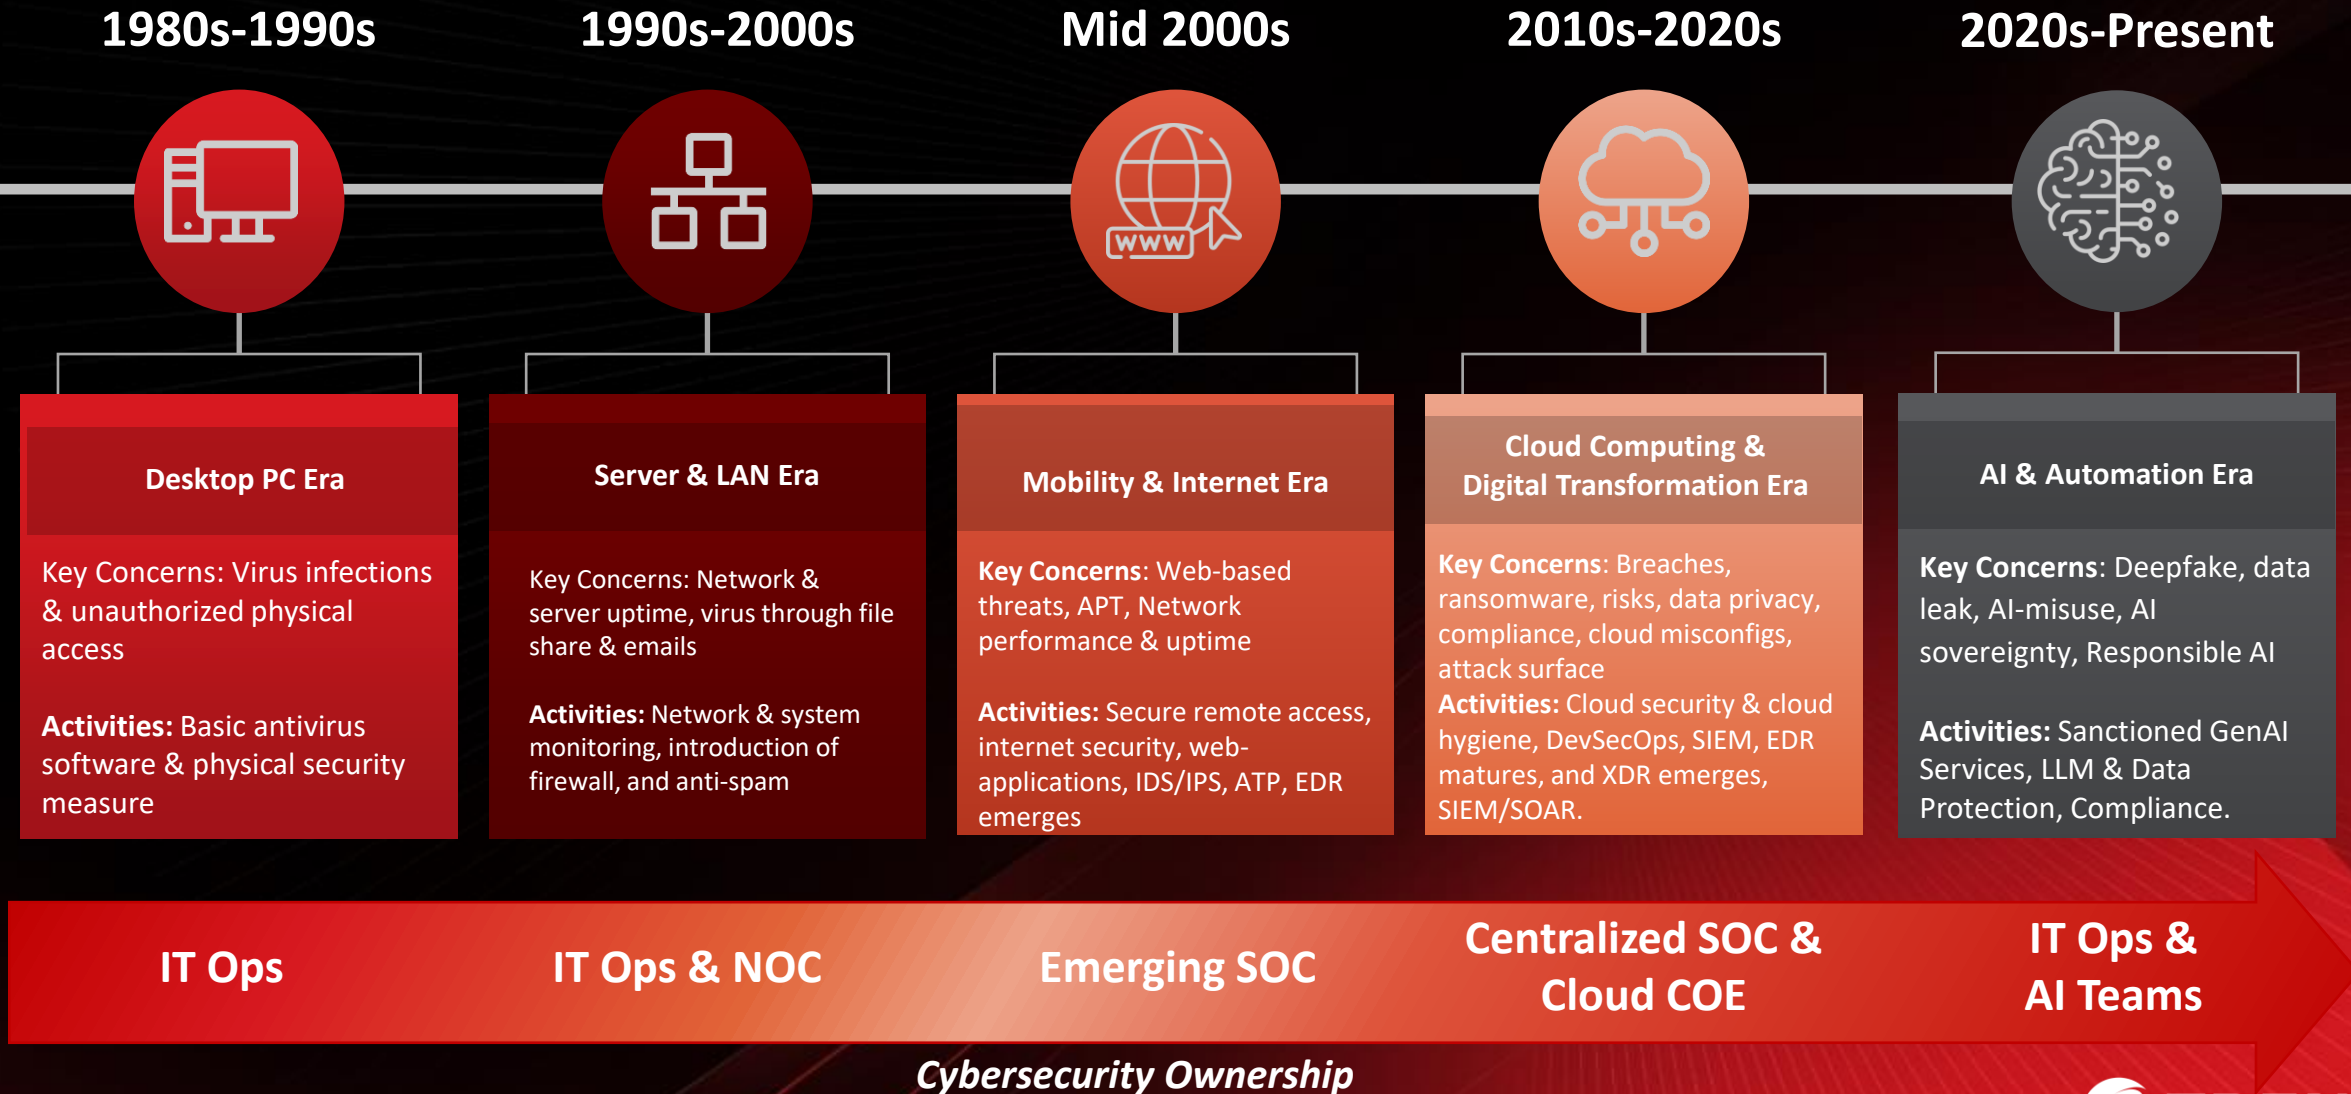 1980s-1990s
1990s-2000s
Mid 2000s
2010s-2020s
2020s-Present
www
Desktop PC Era
Key Concerns: Virus infections
& unauthorized physical
access
Activities: Basic antivirus
software & physical security
measure
Server & LAN Era
Key Concerns: Network &
server uptime, virus through file
share & emails
Activities: Network & system
monitoring, introduction of
firewall, and anti-spam
Mobility & Internet Era
Key Concerns: Web-based
threats, APT, Network
performance & uptime
Activities: Secure remote access,
internet security, web-
applications, IDS/IPS, ATP, EDR
emerges
Cloud Computing &
Digital Transformation Era
Key Concerns: Breaches,
ransomware, risks, data privacy,
compliance, cloud misconfigs,
attack surface
Activities: Cloud security & cloud
hygiene, DevSecOps, SIEM, EDR
matures, and XDR emerges,
SIEM/SOAR.
AI & Automation Era
Key Concerns: Deepfake, data
leak, AI-misuse, AI
sovereignty, Responsible AI
Activities: Sanctioned GenAI
Services, LLM & Data
Protection, Compliance.
IT Ops
IT Ops & NOC
Emerging SOC
Centralized SOC &
Cloud COE
IT Ops &
AI Teams
Cybersecurity Ownership